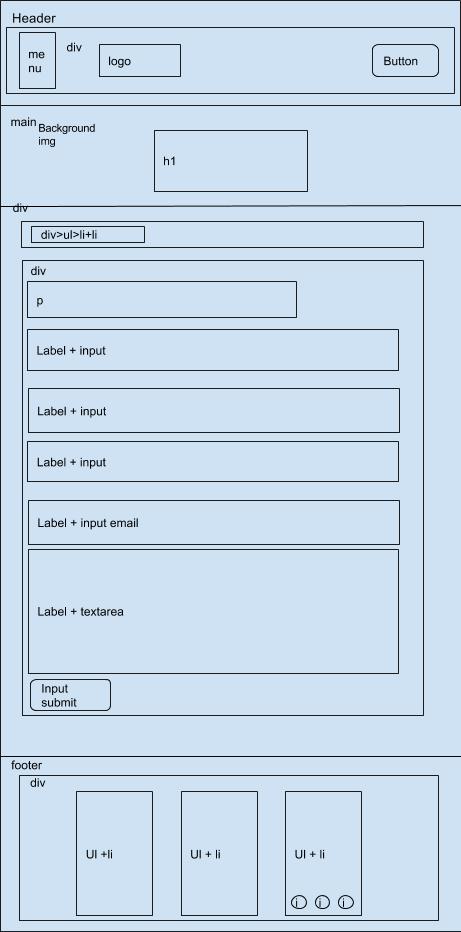 Header
me
nu
div
logo
Button
main
Background
img
h1
div
div>ul>li+li
div
p
Label + input
Label + input
Label + input
Label + input email
Label + textarea
Input
submit
footer
div
Ul +li
Ul + li
Ul + li
i i i